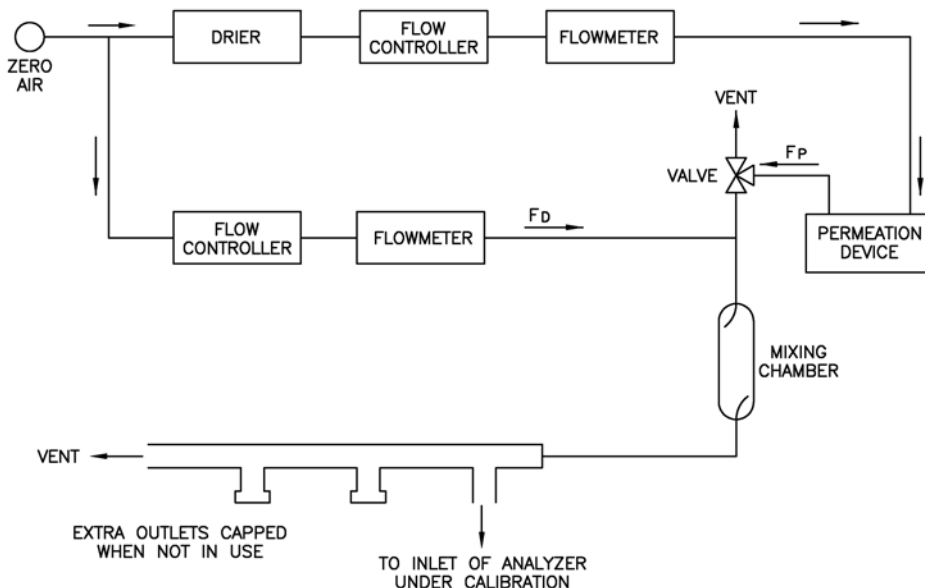 ZERO
AIR
DRIER
FLOW
CONTROLLER
FLOWMETER
VENT
VALVE
FP
PERMEATION
DEVICE
FLOW
CONTROLLER
FLOWMETER
FD
MIXING
CHAMBER
VENT
EXTRA OUTLETS CAPPED
WHEN NOT IN USE
TO INLET OF ANALYZER
UNDER CALIBRATION